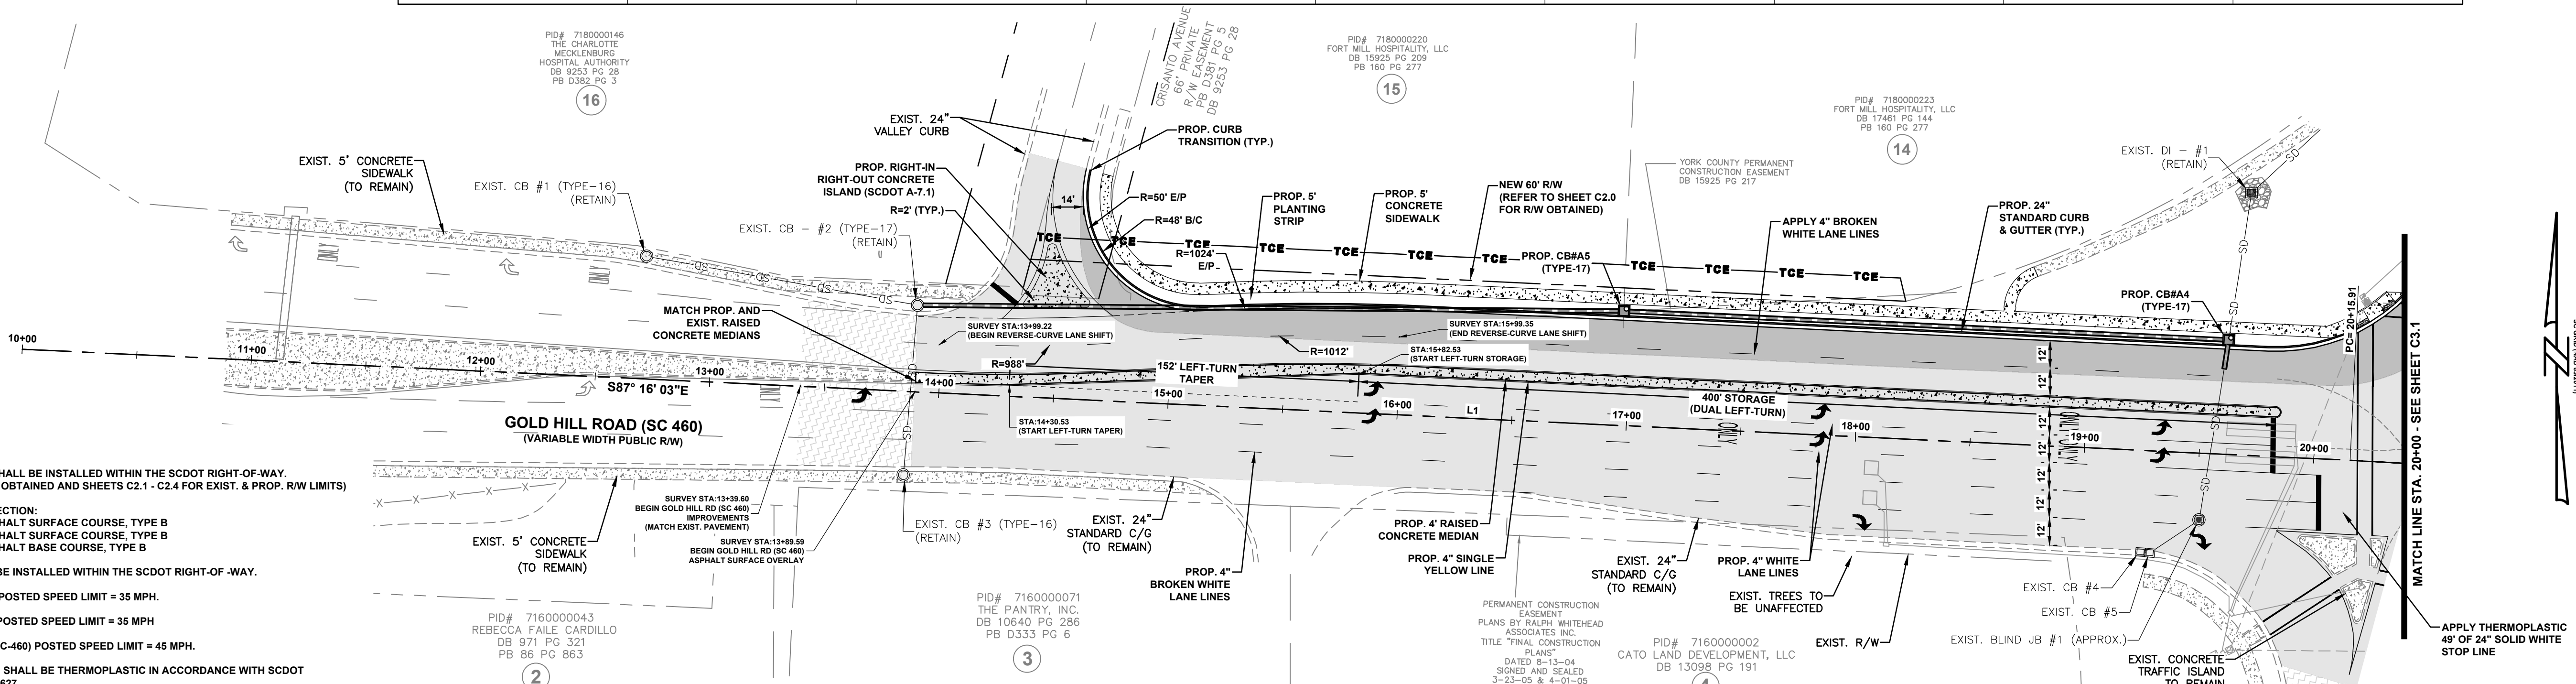 PID# 7180000146
THE CHARLOTTE
MECKLENBURG
HOSPITAL AUTHORITY
DB 9253 PG 28
PB D382 PG 3
16
CRISANTO AVENUE
66' PRIVATE
R/W EASEMENT
PB D381 PG 5
DB 9253 PG 28
PID# 7180000220
FORT MILL HOSPITALITY, LLC
DB 15925 PG 209
PB 160 PG 277
15
PID# 7180000223
FORT MILL HOSPITALITY, LLC
DB 17461 PG 144
PB 160 PG 277
14
EXIST. 24"
VALLEY CURB
PROP. CURB
TRANSITION (TYP.)
EXIST. 5' CONCRETE
SIDEWALK
(TO REMAIN)
EXIST. CB #1 (TYPE-16)
(RETAIN)
PROP. RIGHT-IN
RIGHT-OUT CONCRETE
ISLAND (SCDOT A-7.1)
R=2' (TYP.)
EXIST. CB - #2 (TYPE-17)
(RETAIN)
14'
R=50' E/P
R=48' B/C
R=1024'
E/P
PROP. 5'
PLANTING
STRIP
PROP. 5'
CONCRETE
SIDEWALK
NEW 60' R/W
(REFER TO SHEET C2.0
FOR R/W OBTAINED)
YORK COUNTY PERMANENT
CONSTRUCTION EASEMENT
DB 15925 PG 217
APPLY 4" BROKEN
WHITE LANE LINES
PROP. 24"
STANDARD CURB
& GUTTER (TYP.)
EXIST. DI - #1
(RETAIN)
SD
TCE TCE TCE TCE TCE TCE TCE TCE TCE TCE TCE
PROP. CB#A5
(TYPE-17)
PROP. CB#A4
(TYPE-17)
SD SD SD
SD
MATCH PROP. AND
EXIST. RAISED
CONCRETE MEDIANS
SURVEY STA:13+99.22
(BEGIN REVERSE-CURVE LANE SHIFT)
SURVEY STA:15+99.35
(END REVERSE-CURVE LANE SHIFT)
R=988'
R=1012'
STA:15+82.53
(START LEFT-TURN STORAGE)
152' LEFT-TURN
TAPER
PC= 20+15.91
10+00
11+00
12+00
13+00
14+00
15+00
16+00
L1
17+00
18+00
19+00
20+00
S87° 16' 03"E
GOLD HILL ROAD (SC 460)
(VARIABLE WIDTH PUBLIC R/W)
STA:14+30.53
(START LEFT-TURN TAPER)
400' STORAGE
(DUAL LEFT-TURN)
ONLY
ONLY
12'
12'
12'
12'
12'
12'
12'
SD
SD
MATCH LINE STA. 20+00 - SEE SHEET C3.1
HALL BE INSTALLED WITHIN THE SCDOT RIGHT-OF-WAY.
OBTAINED AND SHEETS C2.1 - C2.4 FOR EXIST. & PROP. R/W LIMITS)
ECTION:
HALT SURFACE COURSE, TYPE B
HALT SURFACE COURSE, TYPE B
HALT BASE COURSE, TYPE B
BE INSTALLED WITHIN THE SCDOT RIGHT-OF -WAY.
POSTED SPEED LIMIT = 35 MPH.
POSTED SPEED LIMIT = 35 MPH
C-460) POSTED SPEED LIMIT = 45 MPH.
SHALL BE THERMOPLASTIC IN ACCORDANCE WITH SCDOT
627
EXIST. 5' CONCRETE
SIDEWALK
(TO REMAIN)
SURVEY STA:13+39.60
BEGIN GOLD HILL RD (SC 460)
IMPROVEMENTS
(MATCH EXIST. PAVEMENT)
SURVEY STA:13+89.59
BEGIN GOLD HILL RD (SC 460)
ASPHALT SURFACE OVERLAY
EXIST. CB #3 (TYPE-16)
(RETAIN)
EXIST. 24"
STANDARD C/G
(TO REMAIN)
PROP. 4"
BROKEN WHITE
LANE LINES
PROP. 4' RAISED
CONCRETE MEDIAN
PROP. 4" SINGLE
YELLOW LINE
EXIST. 24"
STANDARD C/G
(TO REMAIN)
PROP. 4" WHITE
LANE LINES
EXIST. TREES TO
BE UNAFFECTED
EXIST. R/W
EXIST. CB #4
EXIST. CB #5
EXIST. BLIND JB #1 (APPROX.)
EXIST. CONCRETE
TRAFFIC ISLAND
TO REMAIN
APPLY THERMOPLASTIC
49' OF 24" SOLID WHITE
STOP LINE
PID# 7160000043
REBECCA FAILE CARDILLO
DB 971 PG 321
PB 86 PG 863
2
PID# 7160000071
THE PANTRY, INC.
DB 10640 PG 286
PB D333 PG 6
3
PERMANENT CONSTRUCTION
EASEMENT
PLANS BY RALPH WHITEHEAD
ASSOCIATES INC.
TITLE "FINAL CONSTRUCTION
PLANS"
DATED 8-13-04
SIGNED AND SEALED
3-23-05 & 4-01-05
PID# 7160000002
CATO LAND DEVELOPMENT, LLC
DB 13098 PG 191
4